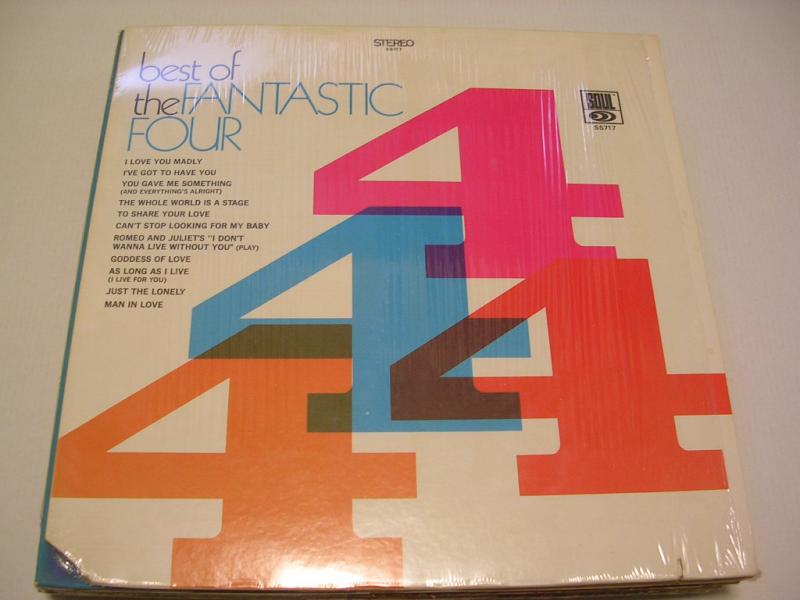 STEREO
SS717
best of
the FANTASTIC
FOUR
SOUL
SS717
I LOVE YOU MADLY
I'VE GOT TO HAVE YOU
YOU GAVE ME SOMETHING
(AND EVERYTHING'S ALRIGHT)
THE WHOLE WORLD IS A STAGE
TO SHARE YOUR LOVE
CAN'T STOP LOOKING FOR MY BABY
ROMEO AND JULIET'S "I DON'T
WANNA LIVE WITHOUT YOU" (PLAY)
GODDESS OF LOVE
AS LONG AS I LIVE
(I LIVE FOR YOU)
JUST THE LONELY
MAN IN LOVE
4
4
4
4